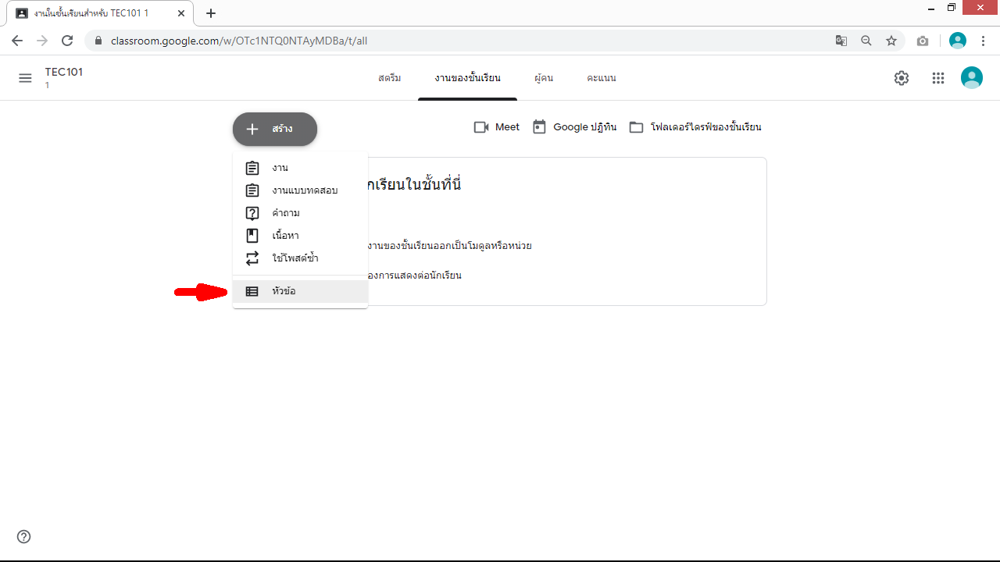 งานในชั้นเรียนสำหรับ TEC101 1
classroom.google.com/w/OTc1NTQ0NTAyMDBa/t/all
TEC101
1
สตรีม
งานของชั้นเรียน
ผู้คน
คะแนน
สร้าง
Meet
Google ปฏิทิน
โฟลเดอร์ไดรฟ์ของชั้นเรียน
งาน
งานแบบทดสอบ
คำถาม
เนื้อหา
ใช้โพสต์ซ้ำ
หัวข้อ
กเรียนในชั้นที่นี่
งานของชั้นเรียนออกเป็นโมดูลหรือหน่วย
องการแสดงต่อนักเรียน